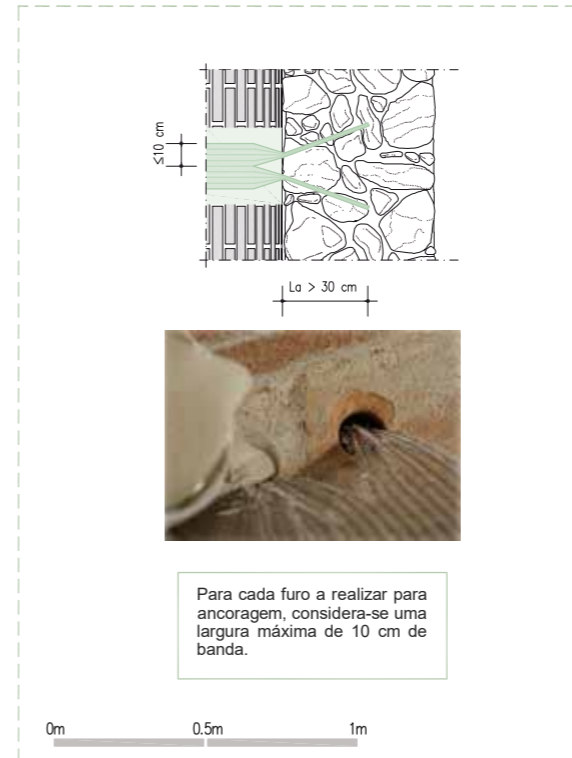 ≤10 cm
La > 30 cm
Para cada furo a realizar para
ancoragem, considera-se uma
largura máxima de 10 cm de
banda.
0m 0.5m 1m